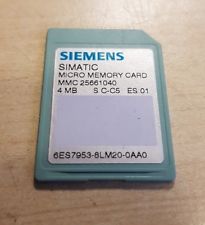 SIEMENS
SIMATIC
MICRO MEMORY CARD
MMC 25661040
4 MB S C-C5 ES 01
6ES7953-8LM20-0AA0